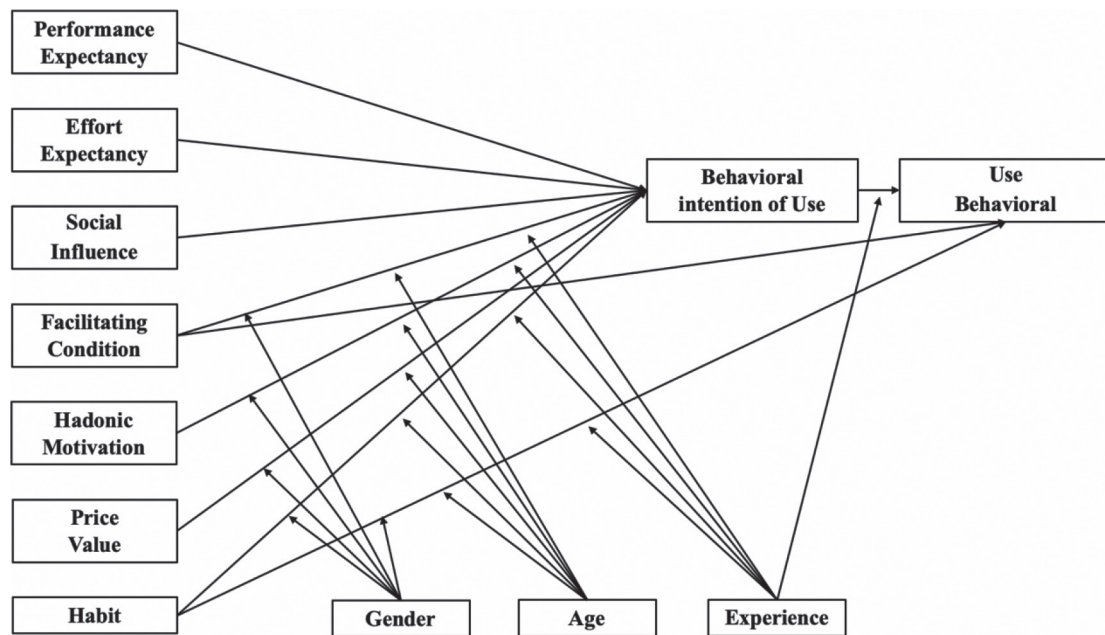 Performance
Expectancy
Effort
Expectancy
Social
Influence
Facilitating
Condition
Hadonic
Motivation
Price
Value
Habit
Behavioral
intention of Use
Use
Behavioral
Gender
Age
Experience